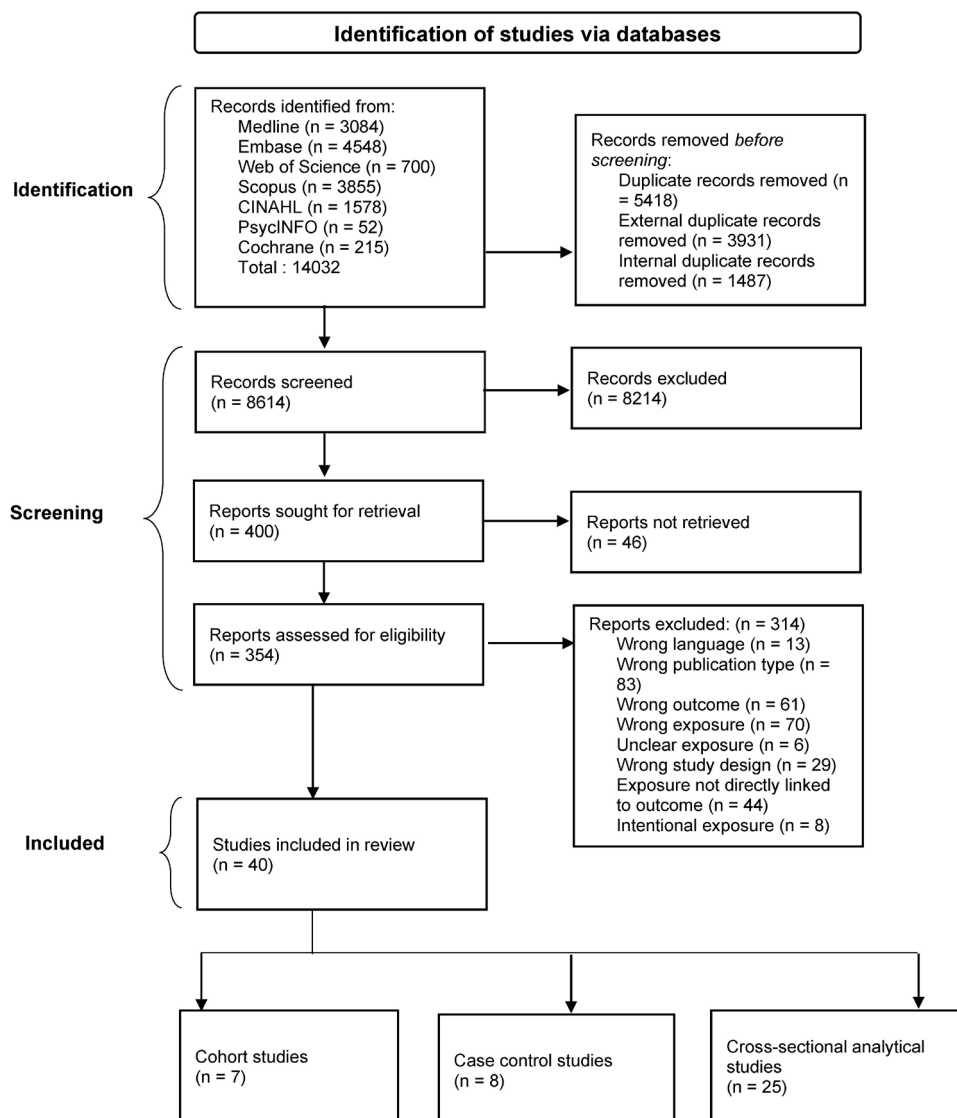 Identification of studies via databases
Identification
Records identified from:
Medline (n = 3084)
Embase (n = 4548)
Web of Science (n = 700)
Scopus (n = 3855)
CINAHL (n = 1578)
PsycINFO (n = 52)
Cochrane (n = 215)
Total : 14032
Records removed before
screening:
Duplicate records removed (n
= 5418)
External duplicate records
removed (n = 3931)
Internal duplicate records
removed (n = 1487)
Screening
Records screened
(n = 8614)
Records excluded
(n = 8214)
Reports sought for retrieval
(n = 400)
Reports not retrieved
(n = 46)
Reports assessed for eligibility
(n = 354)
Reports excluded: (n = 314)
Wrong language (n = 13)
Wrong publication type (n =
83)
Wrong outcome (n = 61)
Wrong exposure (n = 70)
Unclear exposure (n = 6)
Wrong study design (n = 29)
Exposure not directly linked
to outcome (n = 44)
Intentional exposure (n = 8)
Included
Studies included in review
(n = 40)
Cohort studies
(n = 7)
Case control studies
(n = 8)
Cross-sectional analytical
studies
(n = 25)